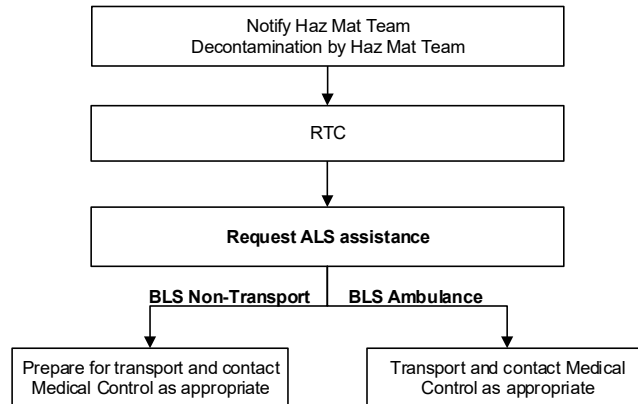 Notify Haz Mat Team
Decontamination by Haz Mat Team
RTC
Request ALS assistance
BLS Non-Transport
BLS Ambulance
Prepare for transport and contact
Medical Control as appropriate
Transport and contact Medical
Control as appropriate